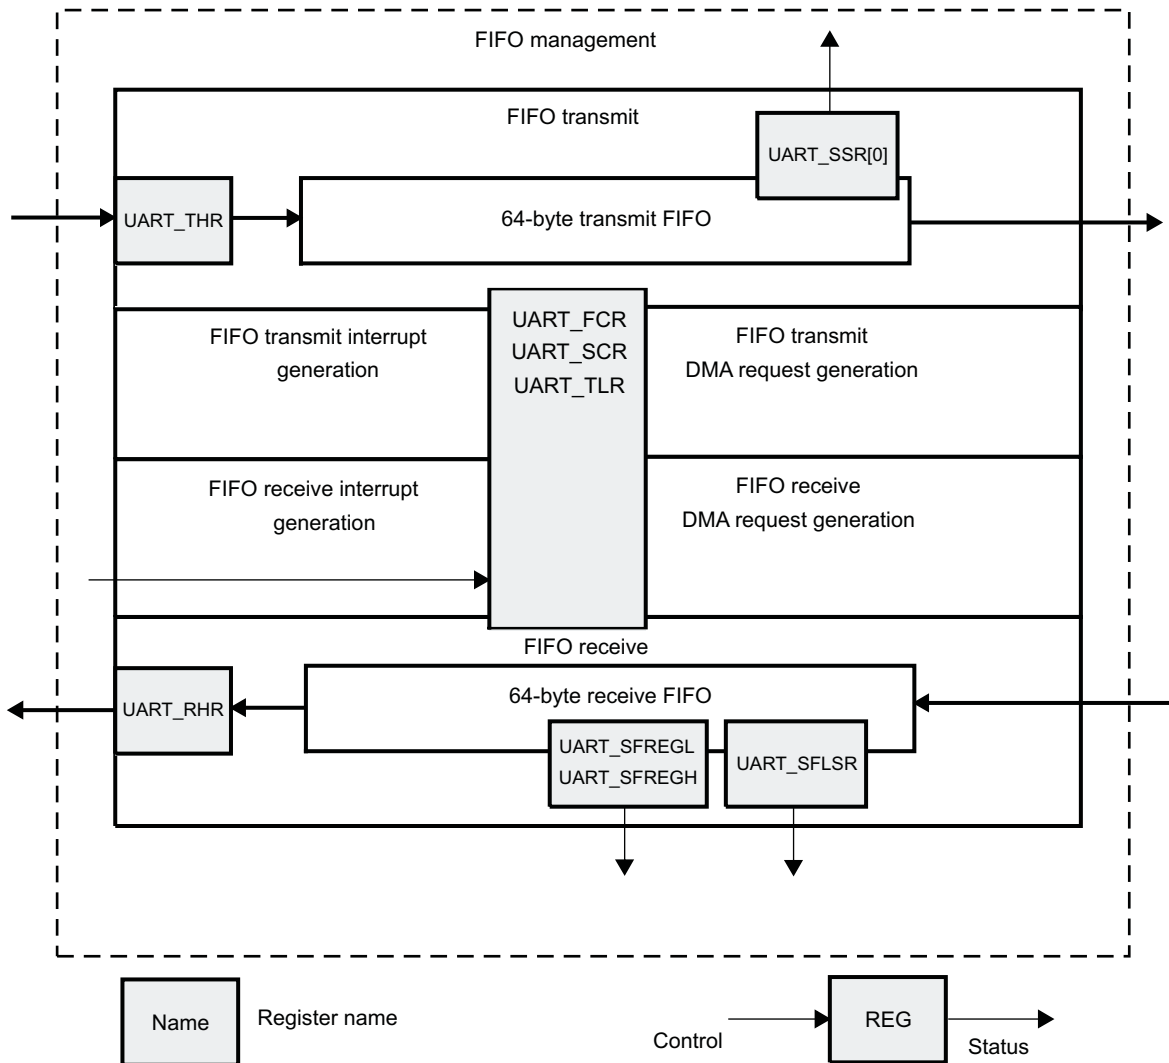 FIFO management
FIFO transmit
UART_SSR[0]
UART_THR
64-byte transmit FIFO
FIFO transmit interrupt
generation
UART_FCR
UART_SCR
UART_TLR
FIFO transmit
DMA request generation
FIFO receive interrupt
generation
FIFO receive
DMA request generation
FIFO receive
UART_RHR
64-byte receive FIFO
UART_SFREGL
UART_SFREGH
UART_SFLSR
Name
Register name
Control
REG
Status